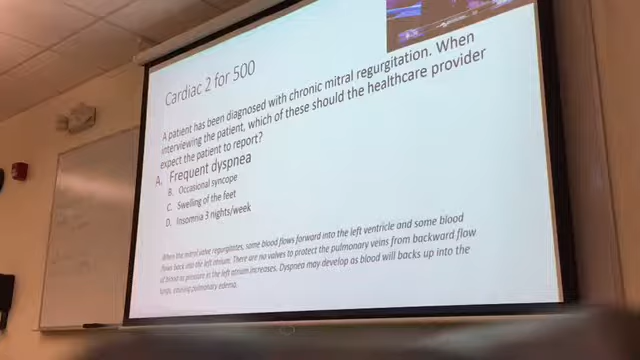 Cardiac 2 for 500
A patient has been diagnosed with chronic mitral regurgitation. When
interviewing the patient, which of these should the healthcare provider
expect the patient to report?
A. Frequent dyspnea
B. Occasional syncope
C. Swelling of the feet
D. Insomnia 3 nights/week
When the mitral valve regurgitates, some blood flows forward into the left ventricle and some blood
flows back into the left atrium. There are no valves to protect the pulmonary veins from backward flow
of blood as pressure in the left atrium increases. Dyspnea may develop as blood will backs up into the
lungs, causing pulmonary edema.